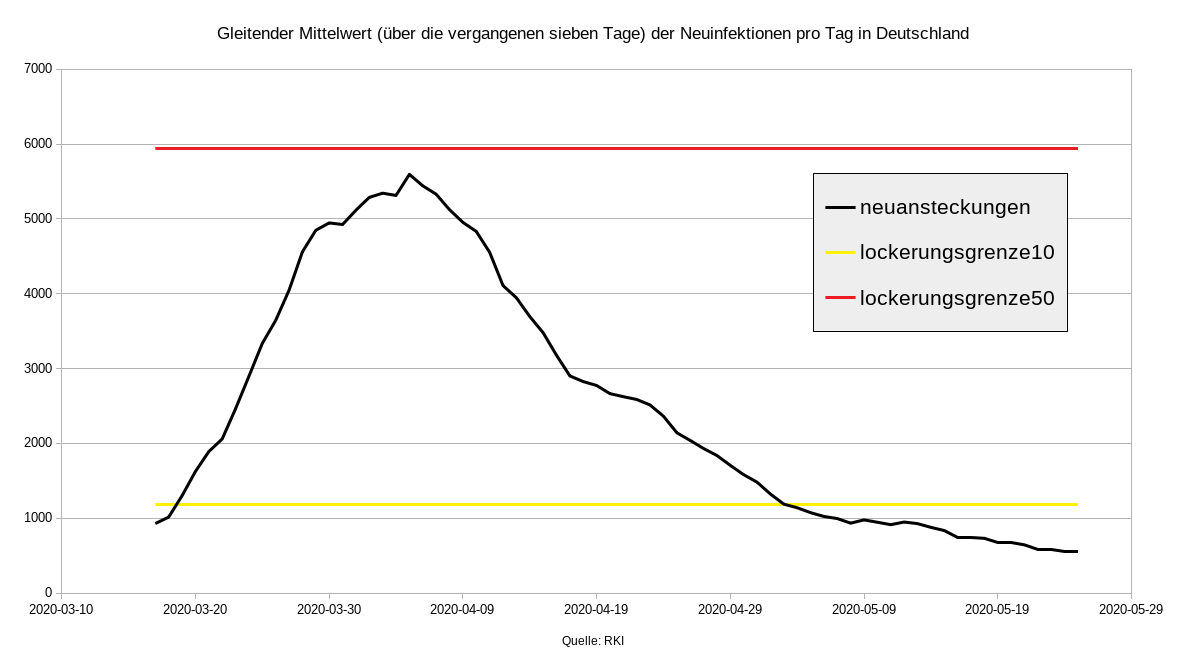 Gleitender Mittelwert (über die vergangenen sieben Tage) der Neuinfektionen pro Tag in Deutschland
7000
6000
5000
4000
3000
2000
1000
0
neuansteckungen
lockerungsgrenze10
lockerungsgrenze50
2020-03-10 2020-03-20 2020-03-30 2020-04-09 2020-04-19 2020-04-29 2020-05-09 2020-05-19 2020-05-29
Quelle: RKI